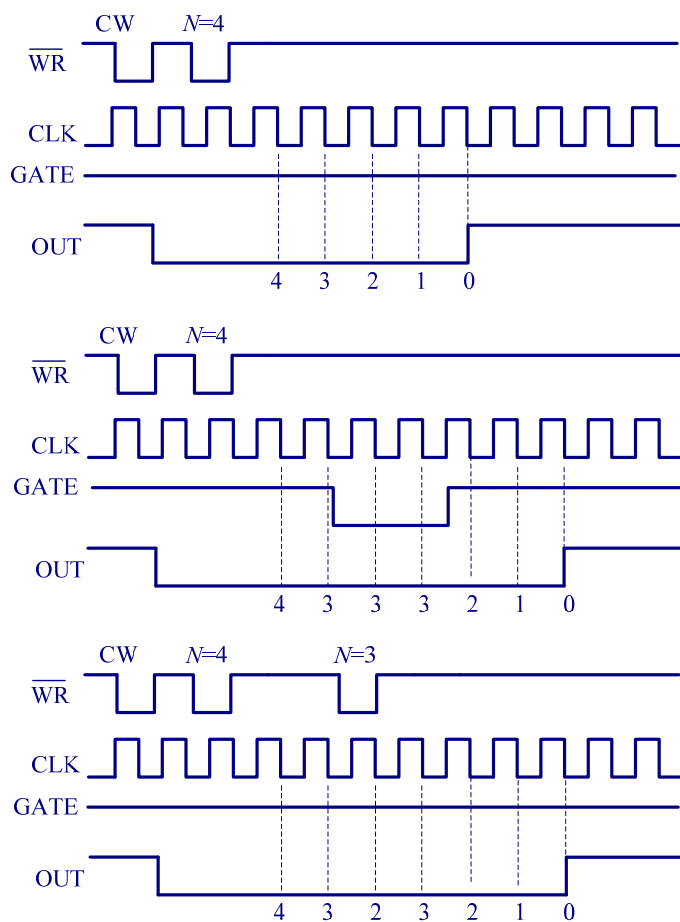 CW N=4
WR
CLK
GATE
OUT
4 3 2 1 0
CW N=4
WR
CLK
GATE
OUT
4 3 3 3 2 1 0
CW N=4 N=3
WR
CLK
GATE
OUT
4 3 2 3 2 1 0